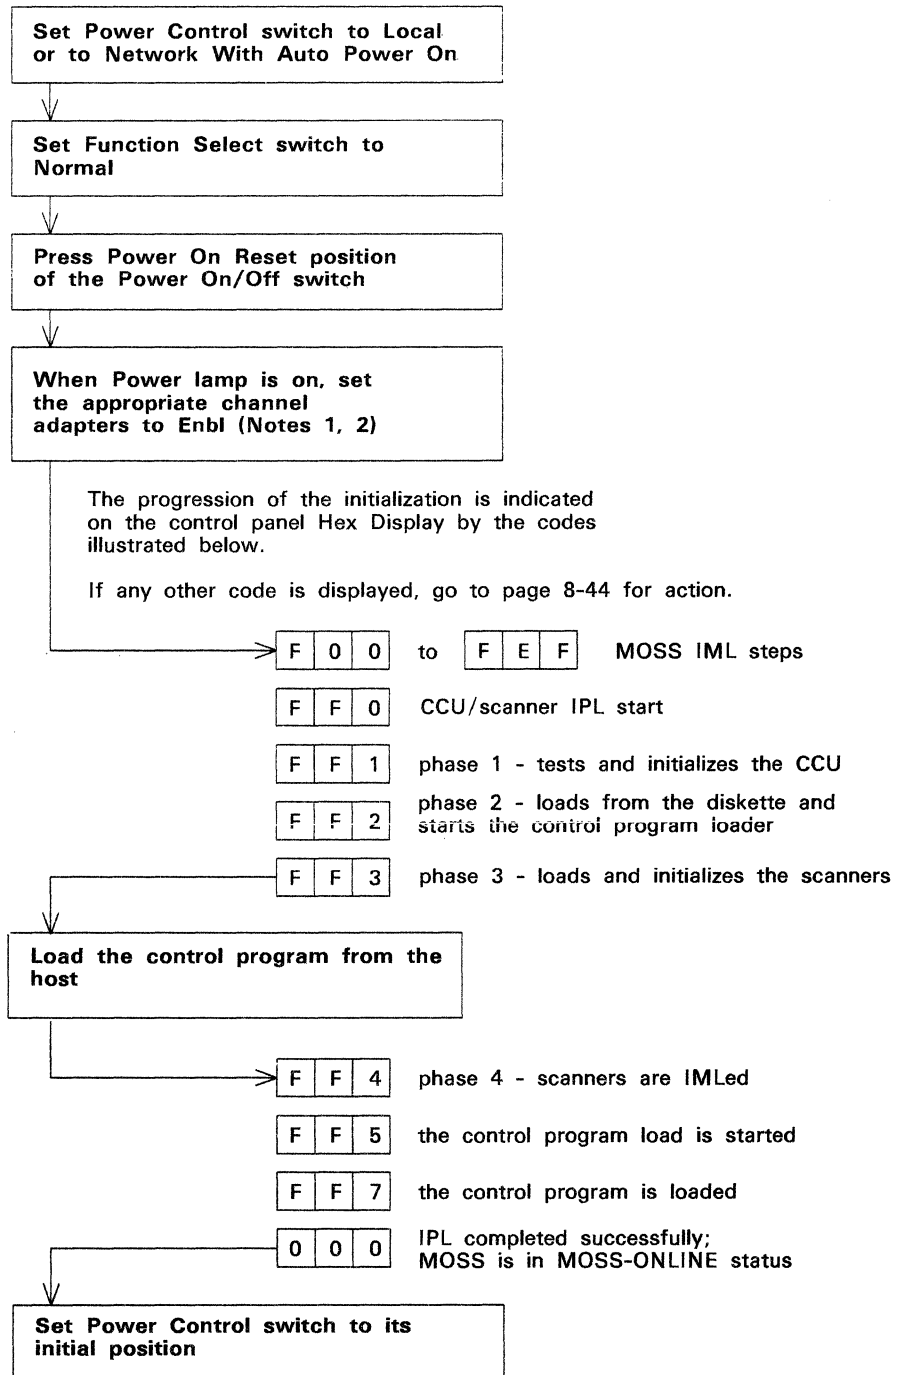 Set Power Control switch to Local
or to Network With Auto Power On
Set Function Select switch to
Normal
Press Power On Reset position
of the Power On/Off switch
When Power lamp is on, set
the appropriate channel
adapters to Enbl (Notes 1, 2)
The progression of the initialization is indicated
on the control panel Hex Display by the codes
illustrated below.
If any other code is displayed, go to page 8-44 for action.
F 0 0 to F E F MOSS IML steps
F F 0 CCU/scanner IPL start
F F 1 phase 1 - tests and initializes the CCU
F F 2 phase 2 - loads from the diskette and
starts the control program loader
F F 3 phase 3 - loads and initializes the scanners
Load the control program from the
host
F F 4 phase 4 - scanners are IMLed
F F 5 the control program load is started
F F 7 the control program is loaded
0 0 0 IPL completed successfully;
MOSS is in MOSS-ONLINE status
Set Power Control switch to its
initial position